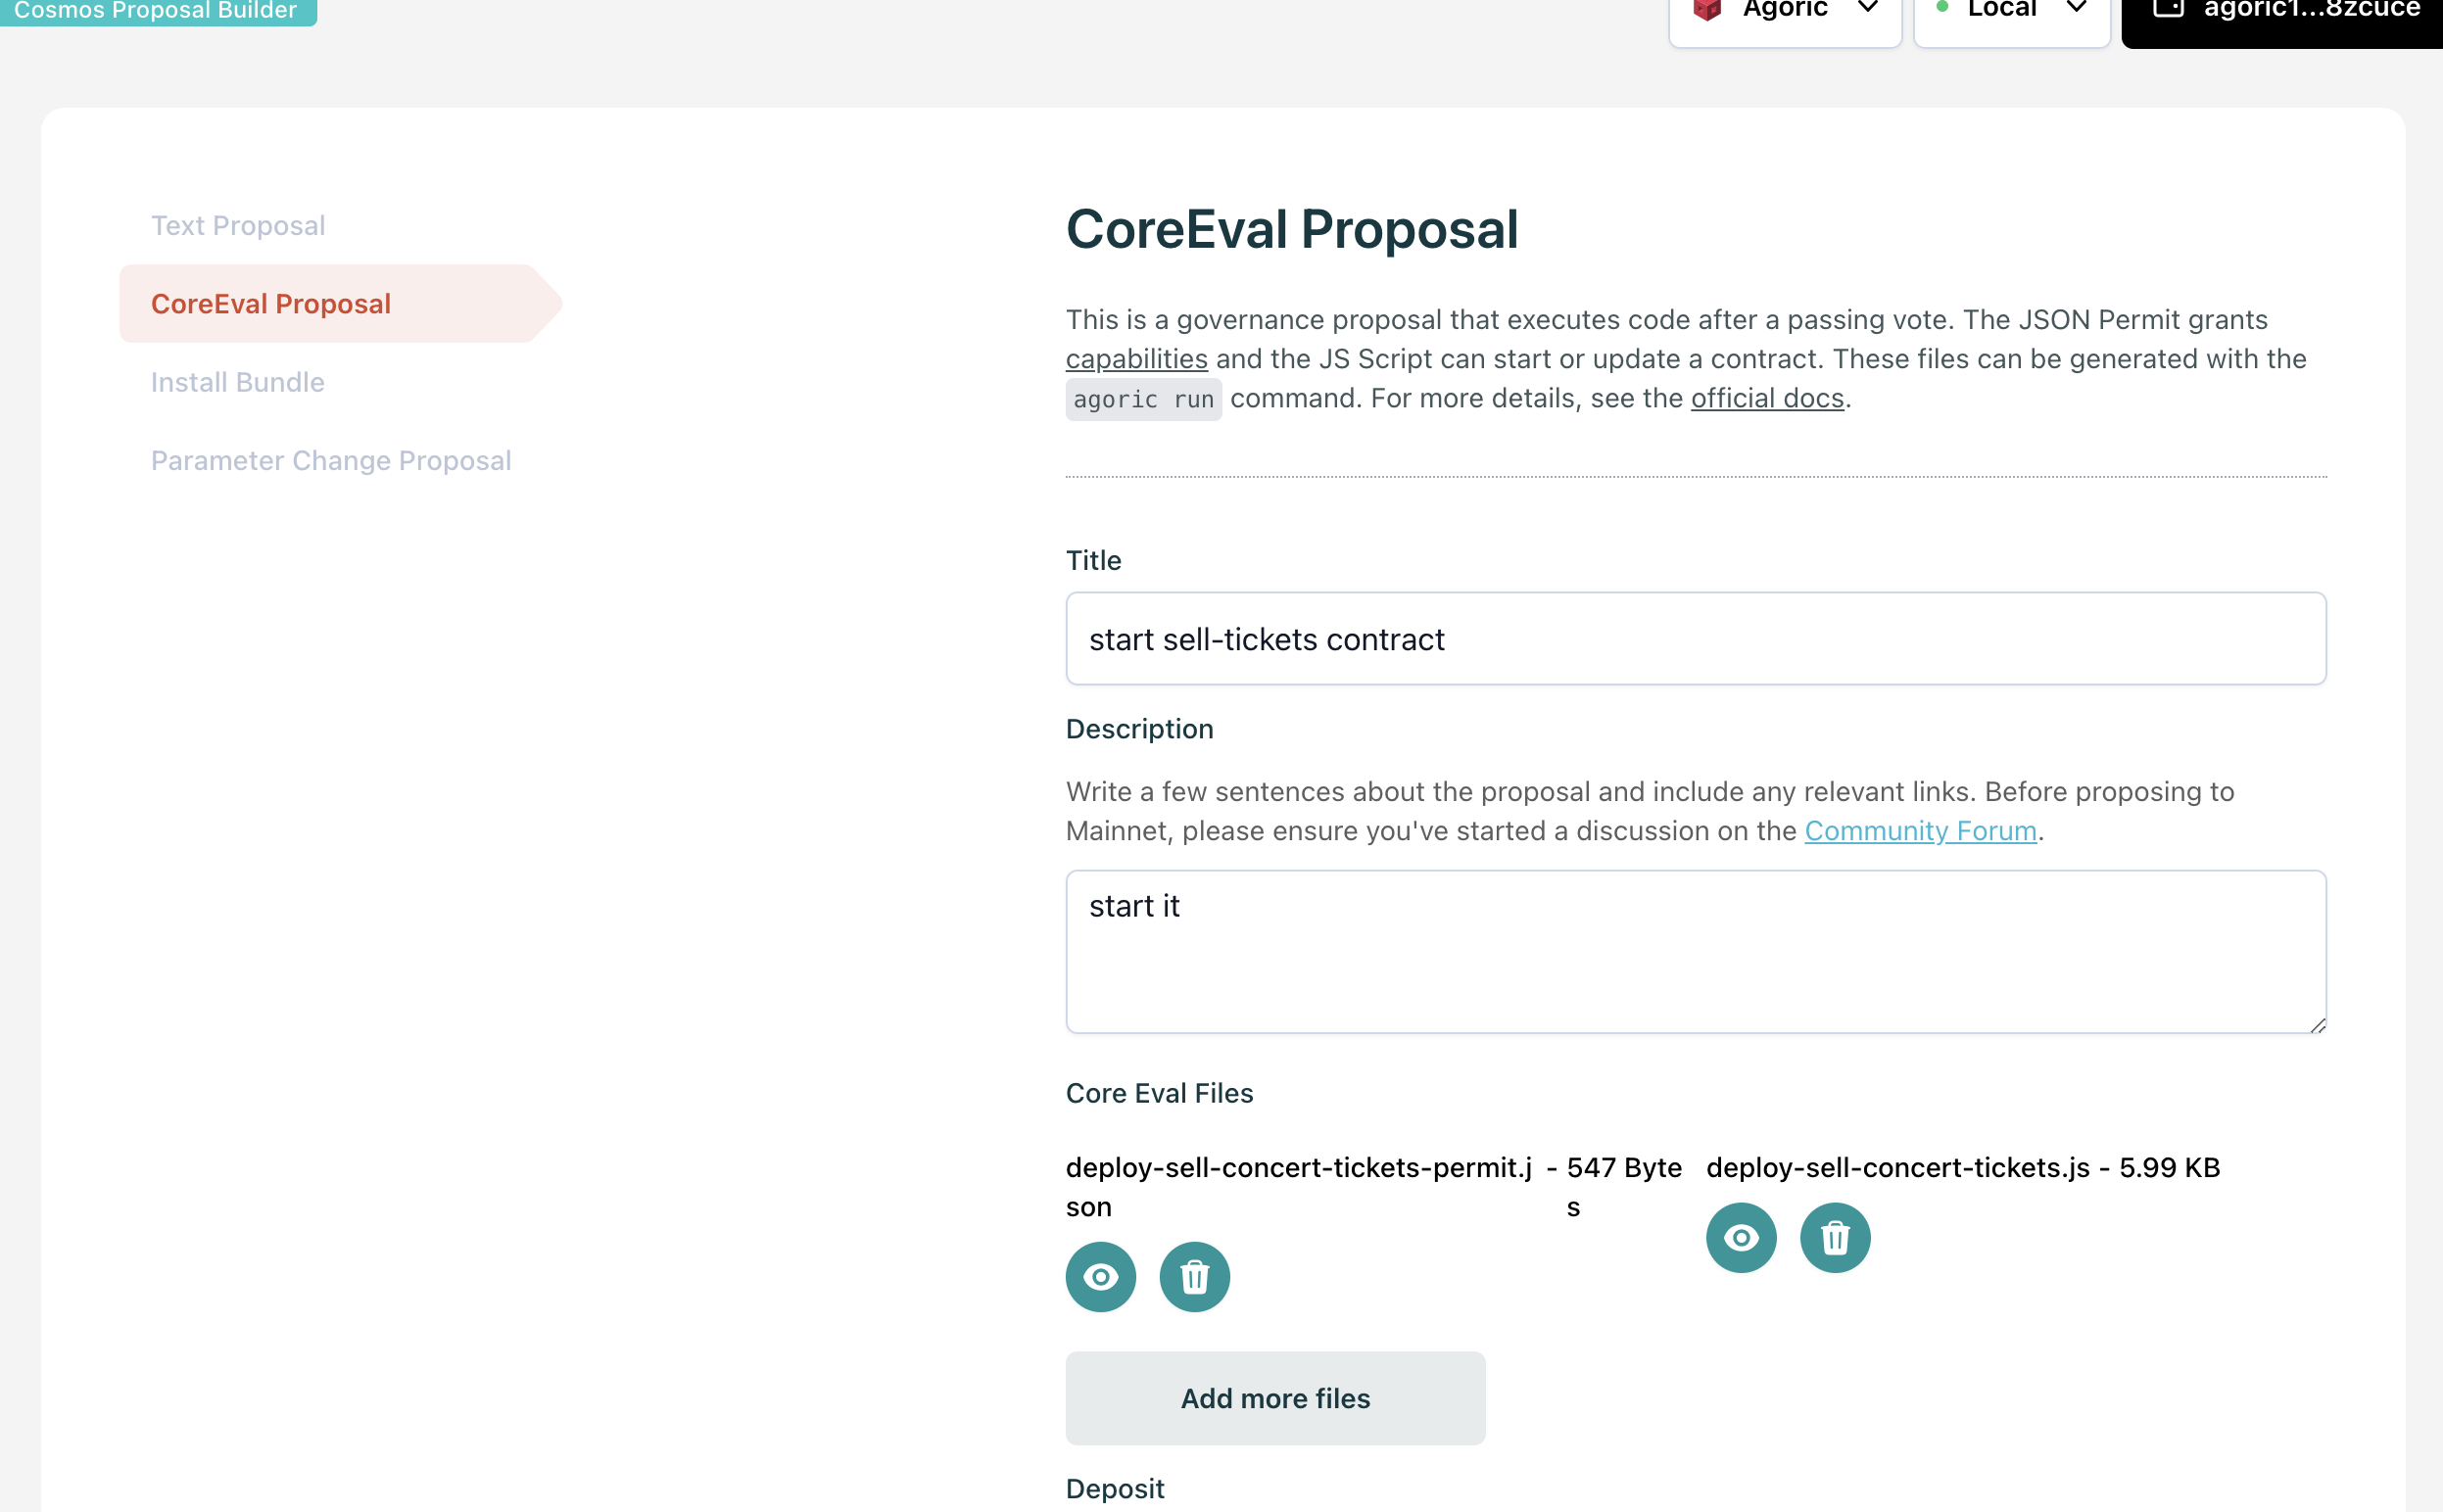 Cosmos Proposal Builder
Agoric
Local
agoric1...8zcuce
Text Proposal
CoreEval Proposal
Install Bundle
Parameter Change Proposal
CoreEval Proposal
This is a governance proposal that executes code after a passing vote. The JSON Permit grants
capabilities and the JS Script can start or update a contract. These files can be generated with the
agoric run command. For more details, see the official docs.
Title
start sell-tickets contract
Description
Write a few sentences about the proposal and include any relevant links. Before proposing to
Mainnet, please ensure you've started a discussion on the Community Forum.
start it
Core Eval Files
deploy-sell-concert-tickets-permit.j - 547 Byte
son s
deploy-sell-concert-tickets.js - 5.99 KB
Add more files
Deposit